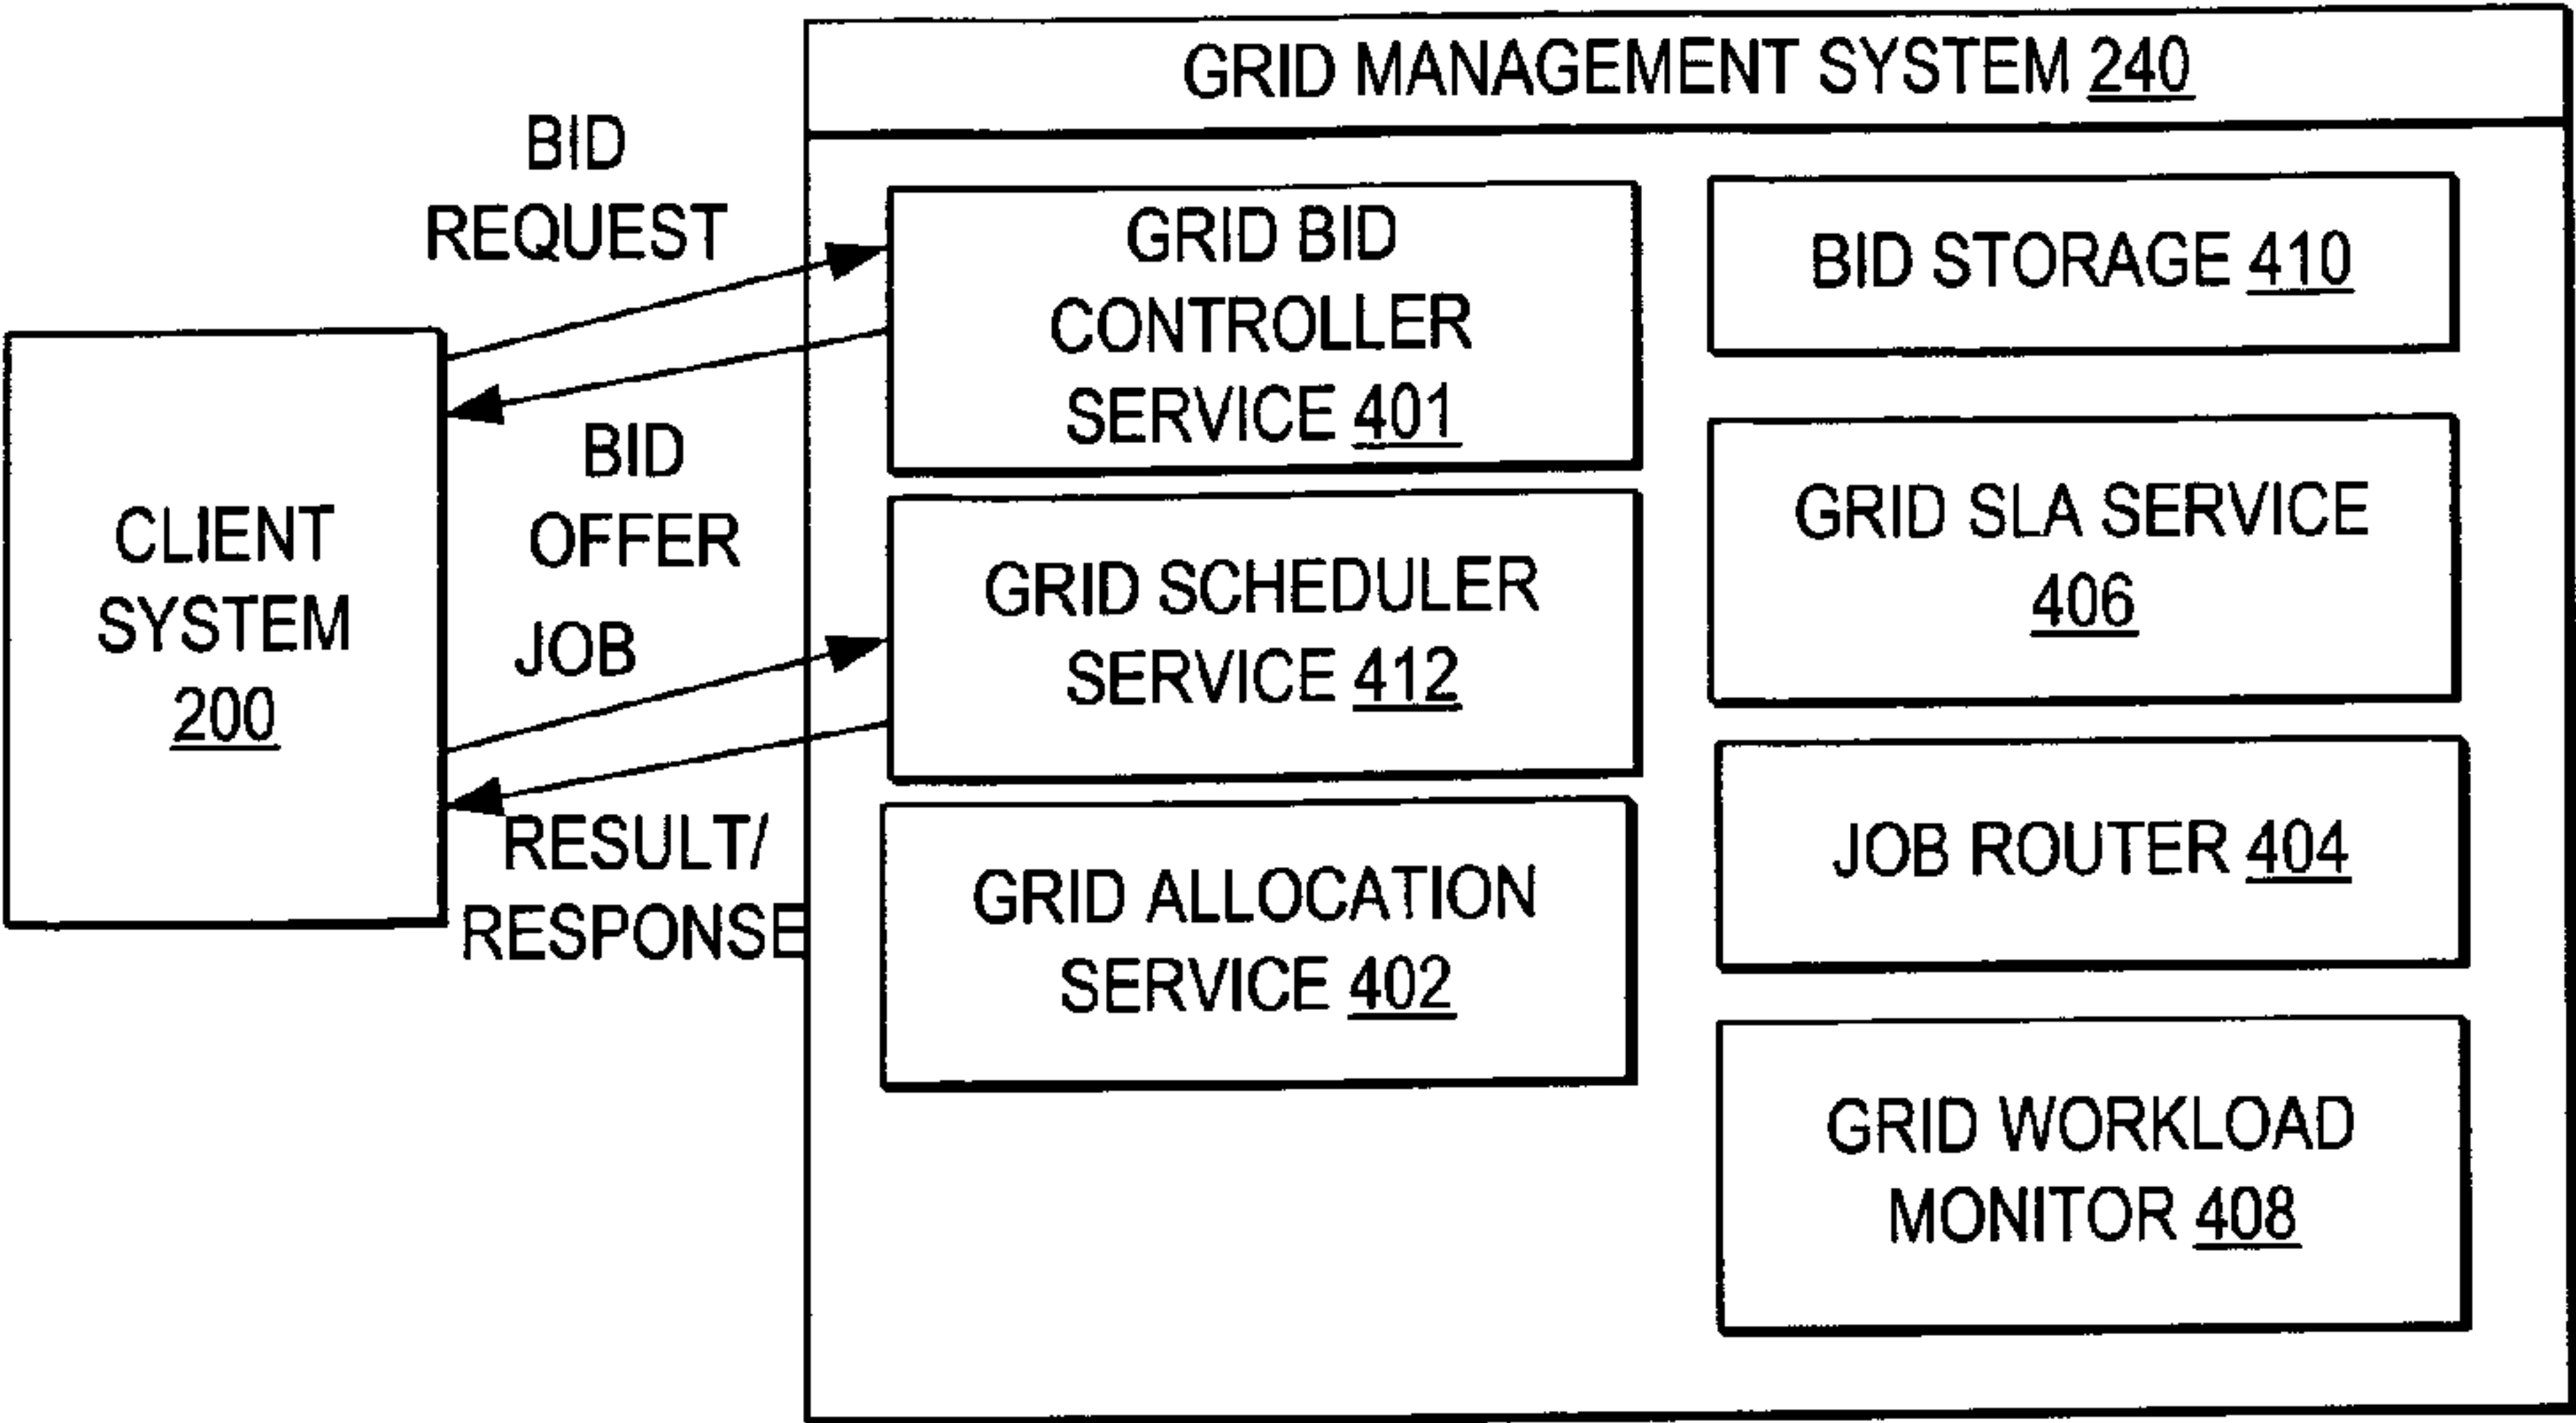 GRID MANAGEMENT SYSTEM 240
BID
REQUEST
BID
OFFER
JOB
RESULT/
RESPONSE
CLIENT
SYSTEM
200
GRID BID
CONTROLLER
SERVICE 401
GRID SCHEDULER
SERVICE 412
GRID ALLOCATION
SERVICE 402
BID STORAGE 410
GRID SLA SERVICE
406
JOB ROUTER 404
GRID WORKLOAD
MONITOR 408